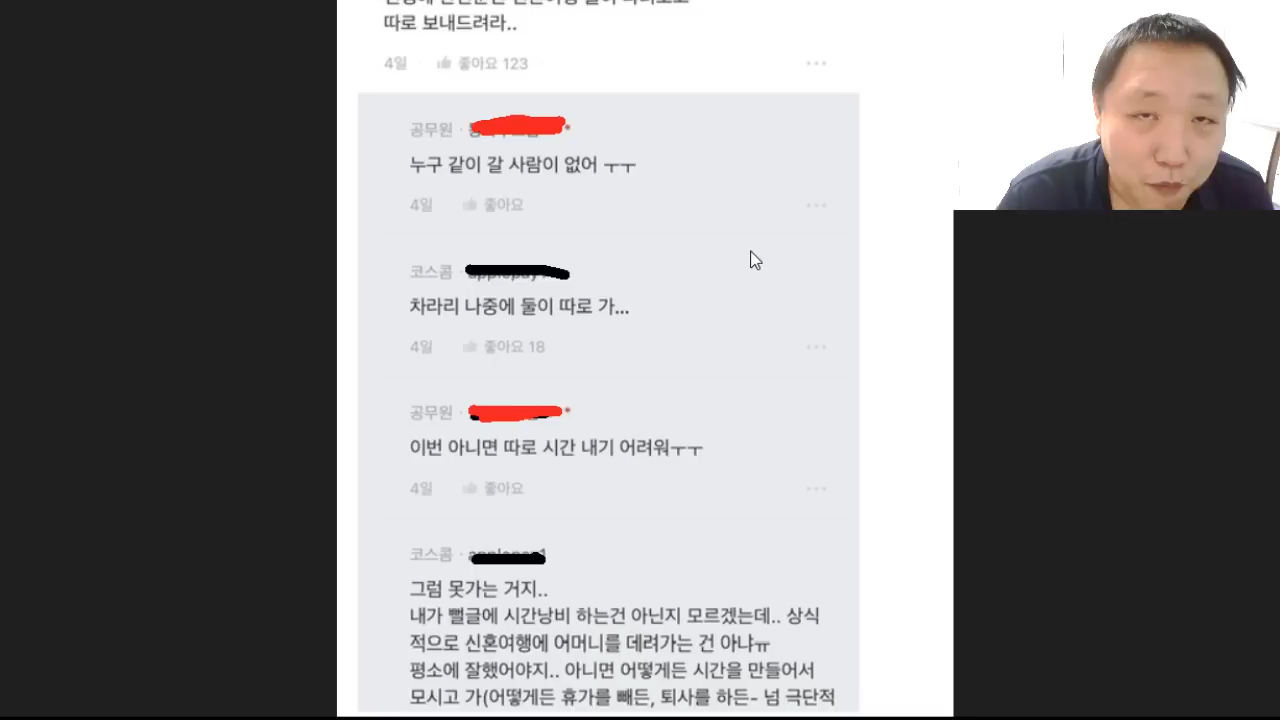 따로 보내드려라..
4일 · 좋아요 123
공무원 ·
누구 같이 갈 사람이 없어 ㅜㅜ
4일 좋아요
코스콤 ·
차라리 나중에 둘이 따로 가...
4일 좋아요 18
공무원 ·
이번 아니면 따로 시간 내기 어려워ㅜㅜ
4일 좋아요
코스콤 ·
그럼 못가는 거지..
내가 뻘글에 시간낭비 하는건 아닌지 모르겠는데.. 상식
적으로 신혼여행에 어머니를 데려가는 건 아냐ㅠ
평소에 잘했어야지.. 아니면 어떻게든 시간을 만들어서
모시고 가(어떻게든 휴가를 빼든, 퇴사를 하든- 넘 극단적